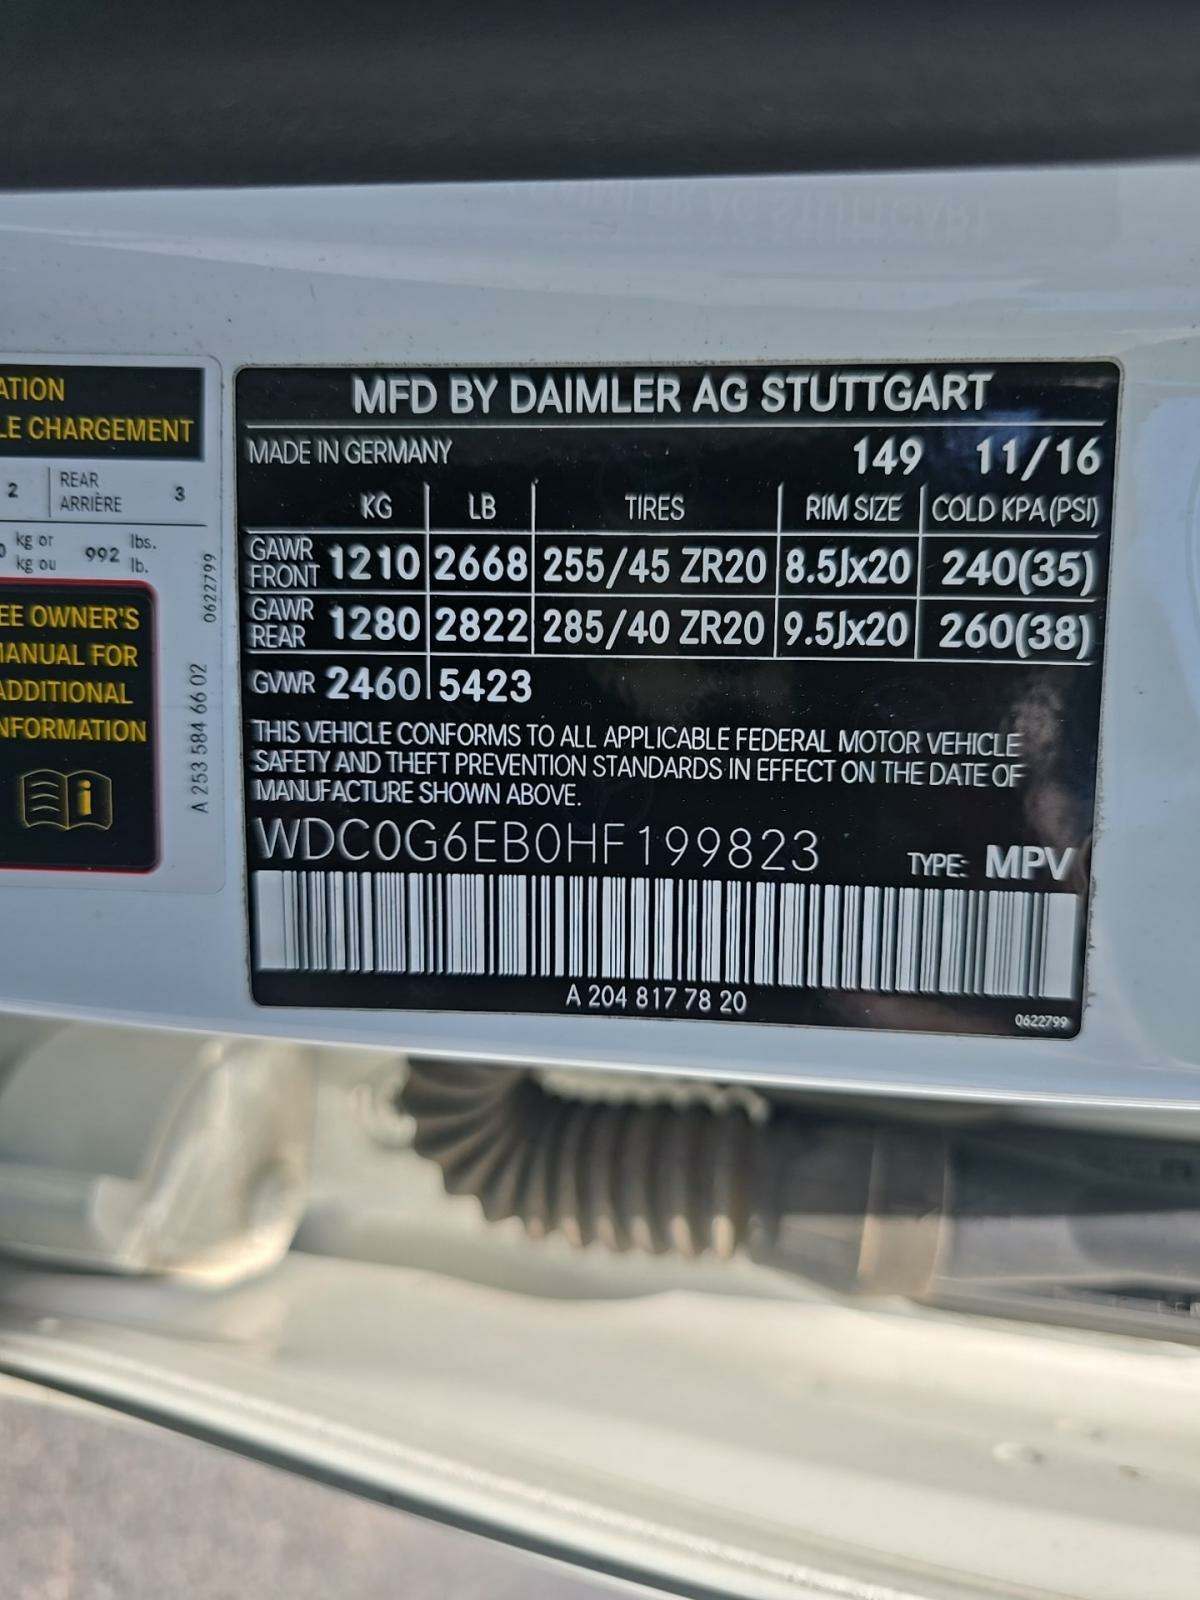 ATION
LE CHARGEMENT
2 REAR ARRIÈRE 3
kg or kg ou 992 lbs. lb.
EE OWNER'S
MANUAL FOR
ADDITIONAL
NFORMATION
i
0622799
A 253 584 66 02
MFD BY DAIMLER AG STUTTGART
MADE IN GERMANY 149 11/16
KG LB TIRES RIM SIZE COLD KPA(PSI)
GAWR FRONT 1210 2668 255/45 ZR20 8.5Jx20 240(35)
GAWR REAR 1280 2822 285/40 ZR20 9.5Jx20 260(38)
GVWR 2460 5423
THIS VEHICLE CONFORMS TO ALL APPLICABLE FEDERAL MOTOR VEHICLE
SAFETY AND THEFT PREVENTION STANDARDS IN EFFECT ON THE DATE OF
MANUFACTURE SHOWN ABOVE.
WDC0G6EB0HF199823 TYPE: MPV
A 204 817 78 20
0622799